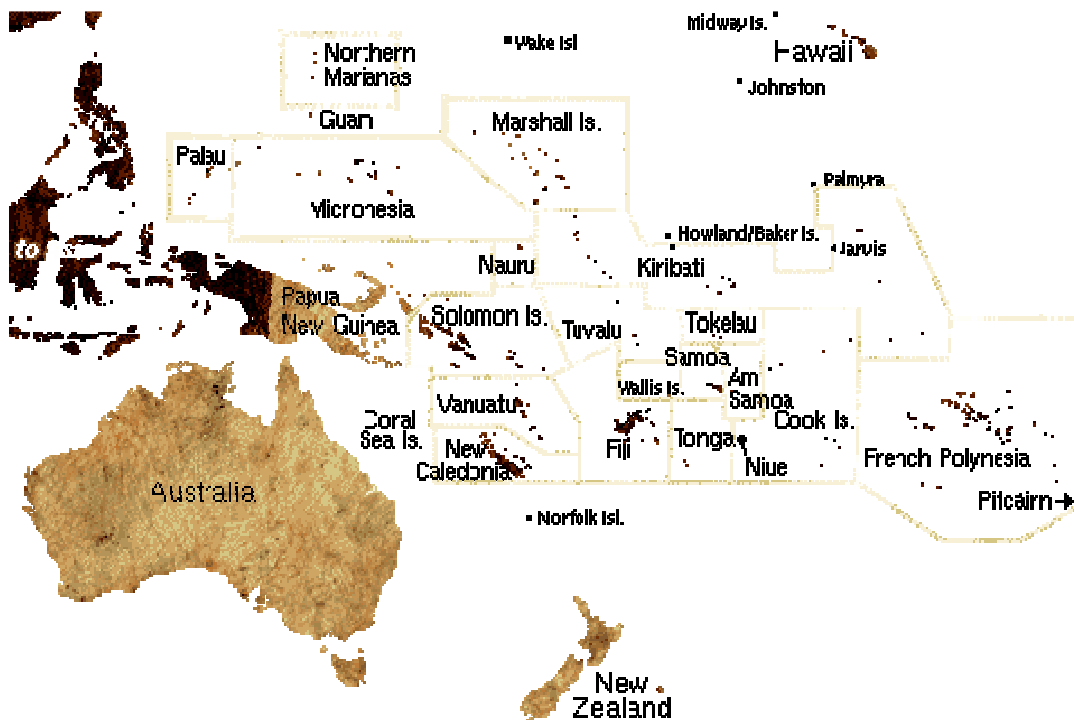 Midway Is.
Hawaii
Wake Isl
Northern
Marianas
Johnston
Guam
Marshall Is.
Palau
Palmyra
Micronesia
Howland/Baker Is.
to
Jarvis
Nauru
Kiribati
Papua
New Guinea
Solomon Is.
Tuvalu
Tokelau
Samoa
Wallis Is.
Am
Samoa
Vanuatu
Coral
Sea Is.
Cook Is.
New
Caledonia
Fiji
Tonga
Niue
French Polynesia
Australia
Pitcairn
Norfolk Isl.
New
Zealand